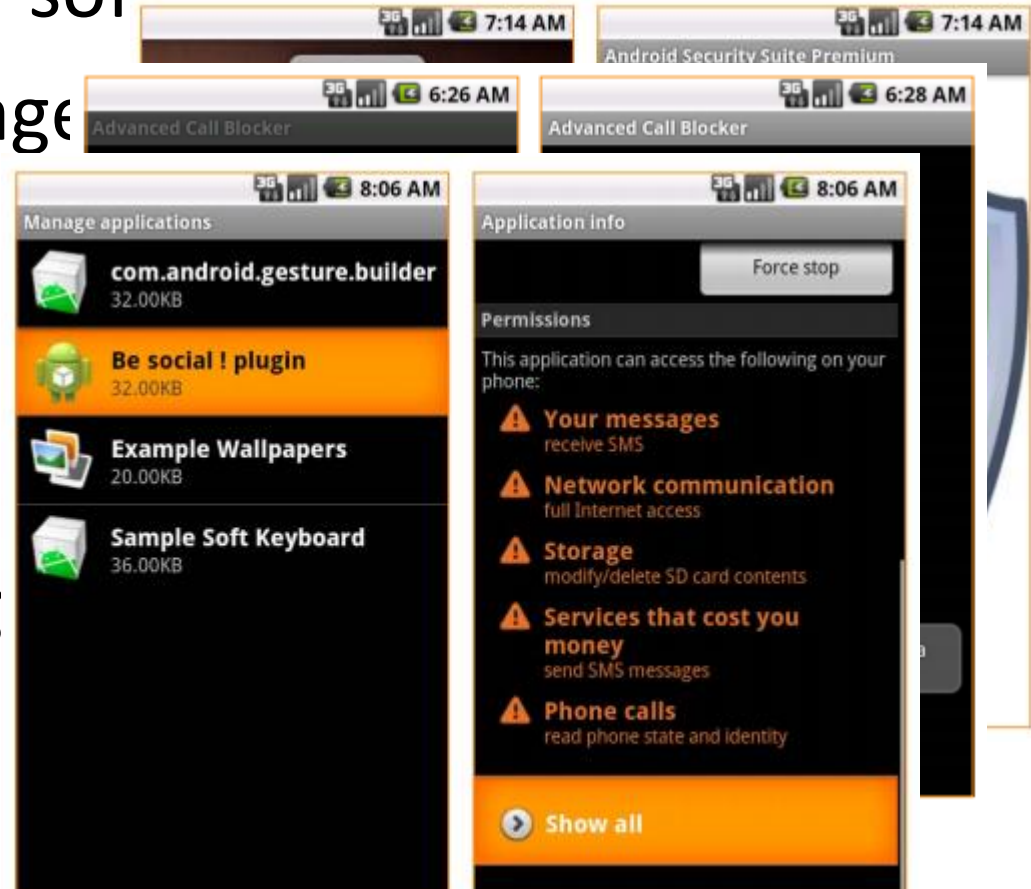 7:14 AM
7:14 AM
Android Security Suite Premium
6:26 AM
6:28 AM
Advanced Call Blocker
Advanced Call Blocker
8:06 AM
Manage applications
com.android.gesture.builder
32.00KB
Be social ! plugin
32.00KB
Example Wallpapers
20.00KB
Sample Soft Keyboard
36.00KB
8:06 AM
Application info
Force stop
Permissions
This application can access the following on your
phone:
Your messages
receive SMS
Network communication
full Internet access
Storage
modify/delete SD card contents
Services that cost you
money
send SMS messages
Phone calls
read phone state and identity
Show all